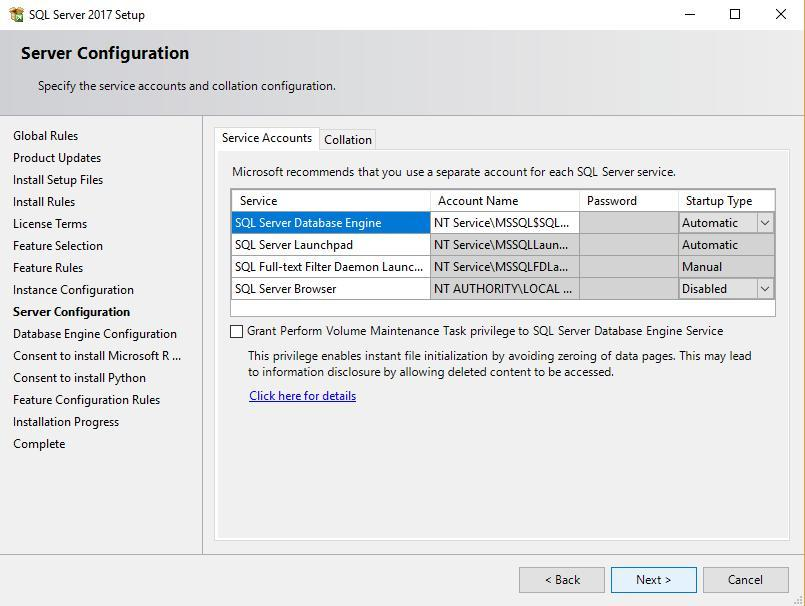 SQL Server 2017 Setup
Server Configuration
Specify the service accounts and collation configuration.
Global Rules
Product Updates
Install Setup Files
Install Rules
License Terms
Feature Selection
Feature Rules
Instance Configuration
Server Configuration
Database Engine Configuration
Consent to install Microsoft R ...
Consent to install Python
Feature Configuration Rules
Installation Progress
Complete
Service Accounts Collation
Microsoft recommends that you use a separate account for each SQL Server service.
Service Account Name Password Startup Type
SQL Server Database Engine NT Service\MSSQL$SQL... Automatic
SQL Server Launchpad NT Service\MSSQLLaun... Automatic
SQL Full-text Filter Daemon Launc... NT Service\MSSQLFDLa... Manual
SQL Server Browser NT AUTHORITY\LOCAL ... Disabled
Grant Perform Volume Maintenance Task privilege to SQL Server Database Engine Service
This privilege enables instant file initialization by avoiding zeroing of data pages. This may lead
to information disclosure by allowing deleted content to be accessed.
Click here for details
< Back Next > Cancel